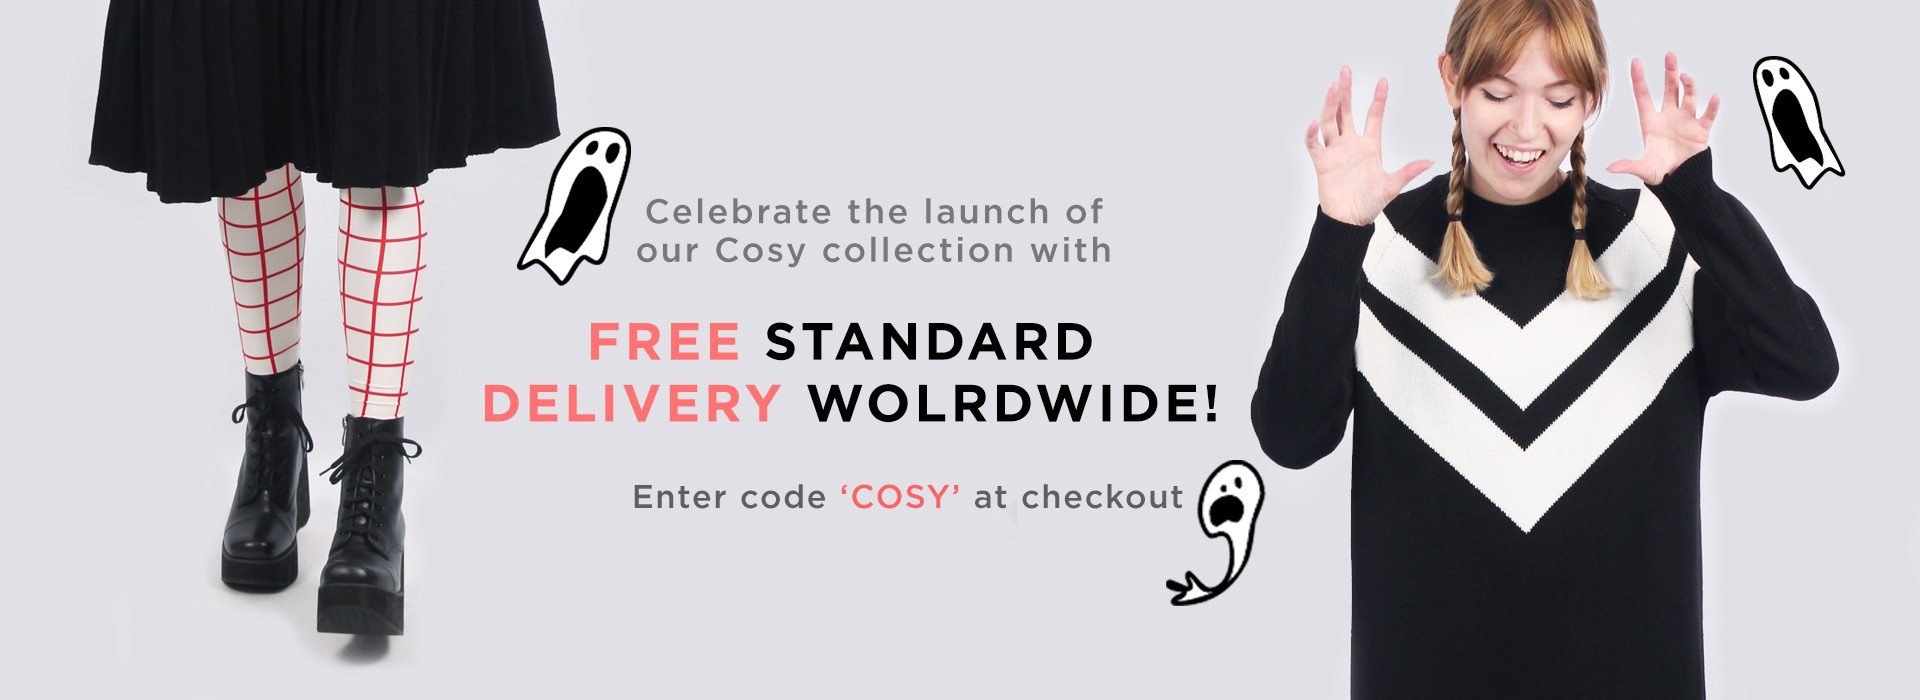 Celebrate the launch of
our Cosy collection with
FREE STANDARD
DELIVERY WOLRDWIDE!
Enter code ‘COSY’ at checkout